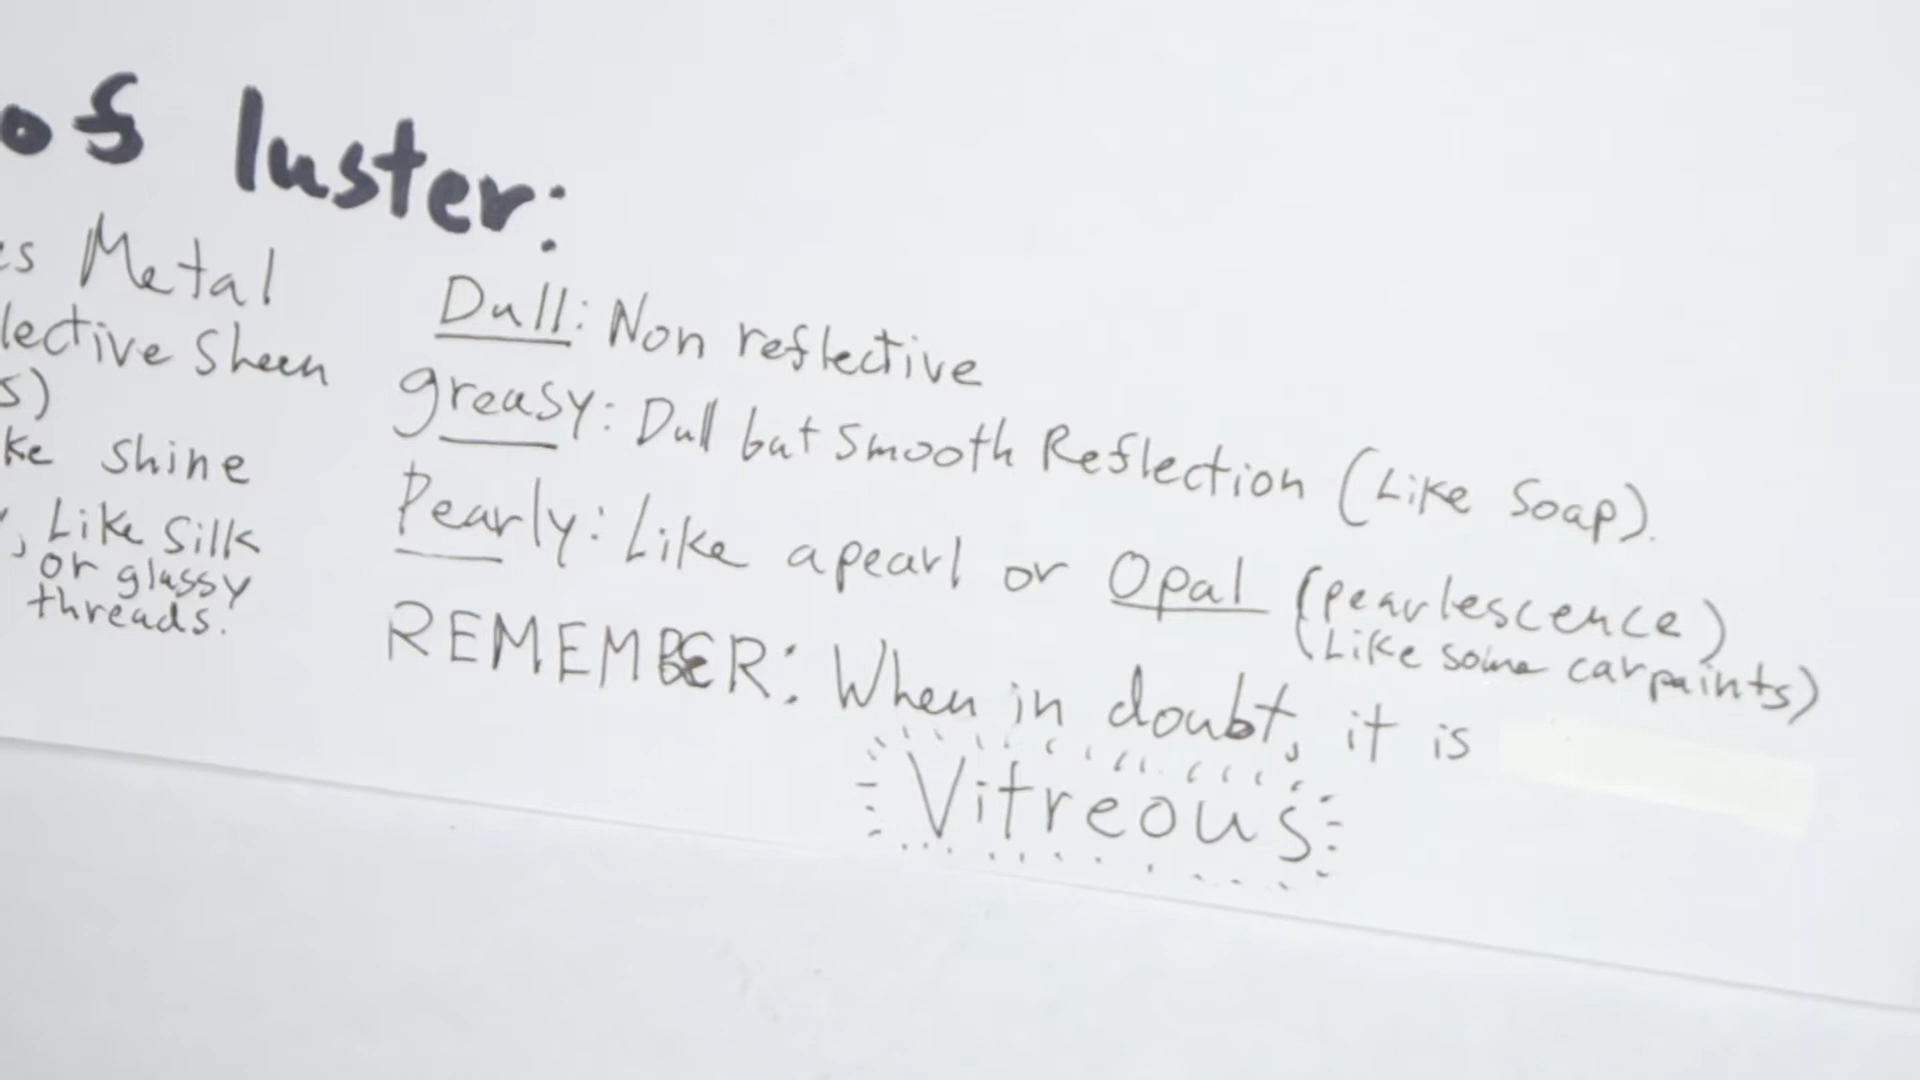 of luster:
es Metal
lective Sheen
s)
ke shine
, Like Silk
or glassy
threads.
Dull: Non reflective
greasy: Dull but smooth Reflection (Like Soap).
Pearly: Like a pearl or Opal (pearlescence)
(Like some carpaints)
REMEMBER: When in doubt, it is
Vitreous